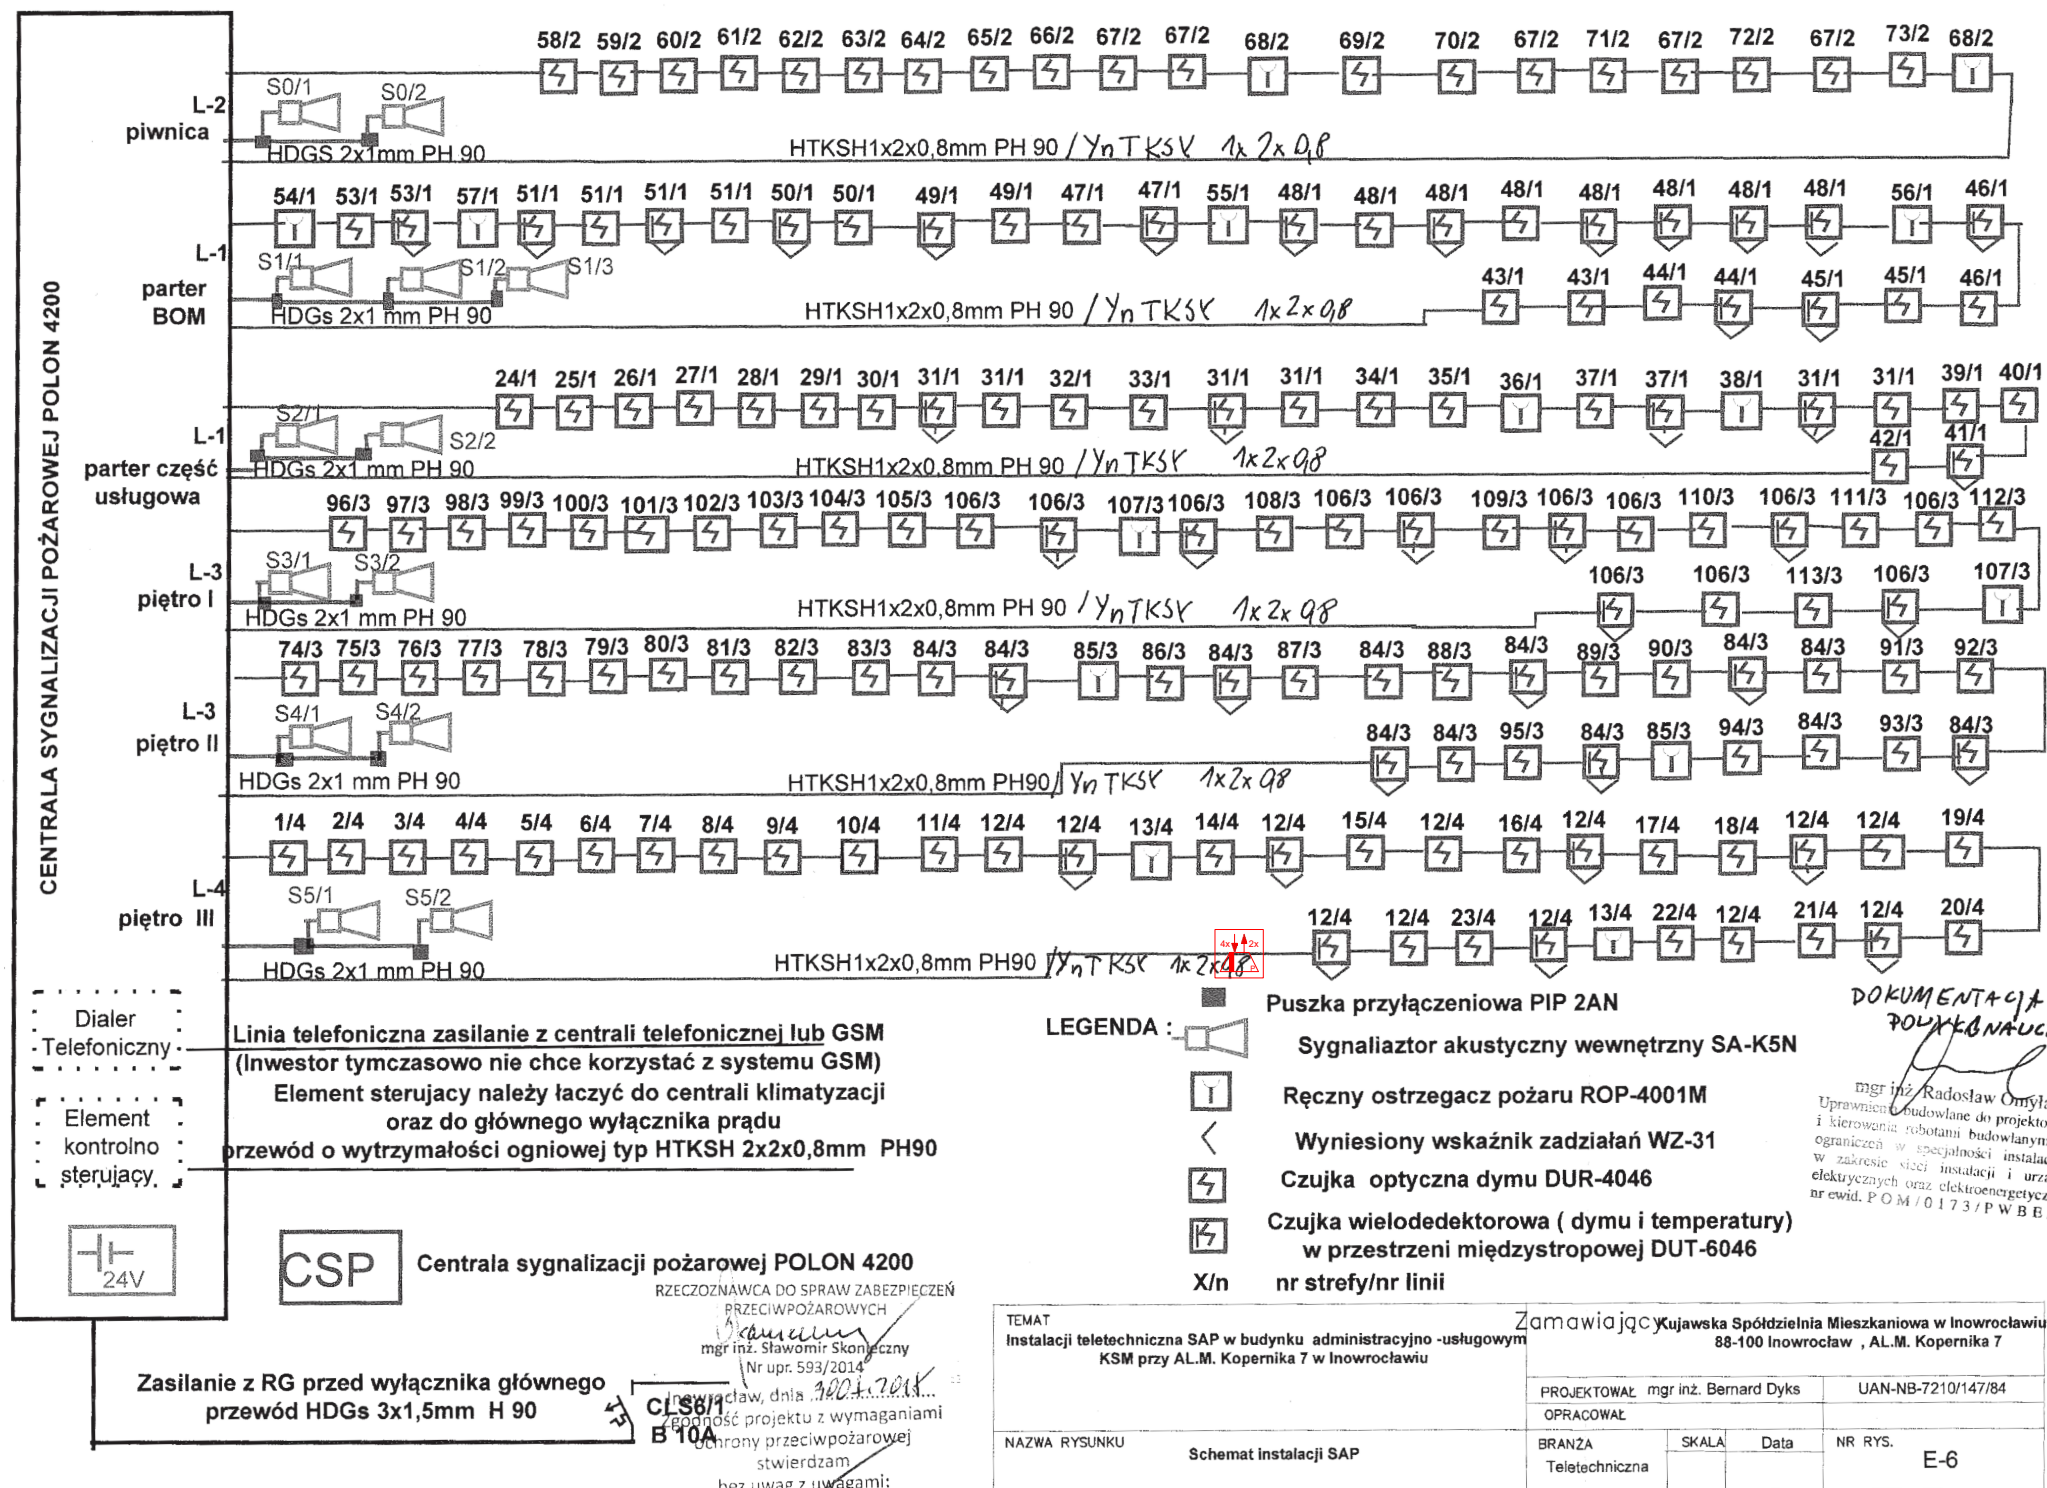 CENTRALA SYGNALIZACJI POŻAROWEJ POLON 4200
58/2 59/2 60/2 61/2 62/2 63/2 64/2 65/2 66/2 67/2 67/2 68/2 69/2 70/2 67/2 71/2 67/2 72/2 67/2 73/2 68/2
L-2
piwnica
S0/1 S0/2
HDGS 2x1mm PH 90
HTKSH1x2x0,8mm PH 90 / YnTKSY 1x2x0,8
54/1 53/1 53/1 57/1 51/1 51/1 51/1 51/1 50/1 50/1 49/1 49/1 47/1 47/1 55/1 48/1 48/1 48/1 48/1 48/1 48/1 48/1 48/1 56/1 46/1
L-1
parter
BOM
S1/1 S1/2 S1/3
43/1 43/1 44/1 44/1 45/1 45/1 46/1
HDGs 2x1 mm PH 90
HTKSH1x2x0,8mm PH 90 / YnTKSY 1x2x0,8
24/1 25/1 26/1 27/1 28/1 29/1 30/1 31/1 31/1 32/1 33/1 31/1 31/1 34/1 35/1 36/1 37/1 37/1 38/1 31/1 31/1 39/1 40/1
L-1
parter część
usługowa
S2/1 S2/2
42/1 41/1
HDGs 2x1 mm PH 90
HTKSH1x2x0,8mm PH 90 / YnTKSY 1x2x0,8
96/3 97/3 98/3 99/3 100/3 101/3 102/3 103/3 104/3 105/3 106/3 106/3 107/3 106/3 108/3 106/3 106/3 109/3 106/3 106/3 110/3 106/3 111/3 106/3 112/3
L-3
piętro I
S3/1 S3/2
106/3 106/3 113/3 106/3 107/3
HDGs 2x1 mm PH 90
HTKSH1x2x0,8mm PH 90 / YnTKSY 1x2x0,8
74/3 75/3 76/3 77/3 78/3 79/3 80/3 81/3 82/3 83/3 84/3 84/3 85/3 86/3 84/3 87/3 84/3 88/3 84/3 89/3 90/3 84/3 84/3 91/3 92/3
L-3
piętro II
S4/1 S4/2
84/3 84/3 95/3 84/3 85/3 94/3 84/3 93/3 84/3
HDGs 2x1 mm PH 90
HTKSH1x2x0,8mm PH90/ YnTKSY 1x2x0,8
1/4 2/4 3/4 4/4 5/4 6/4 7/4 8/4 9/4 10/4 11/4 12/4 12/4 13/4 14/4 12/4 15/4 12/4 16/4 12/4 17/4 18/4 12/4 12/4 19/4
L-4
piętro III
S5/1 S5/2
12/4 12/4 23/4 12/4 13/4 22/4 12/4 21/4 12/4 20/4
HDGs 2x1 mm PH 90
HTKSH1x2x0,8mm PH90 /YnTKSY 1x2x0,8
4x 2x
Dialer
Telefoniczny
Linia telefoniczna zasilanie z centrali telefonicznej lub GSM
(Inwestor tymczasowo nie chce korzystać z systemu GSM)
Element sterujacy należy łaczyć do centrali klimatyzacji
oraz do głównego wyłącznika prądu
przewód o wytrzymałości ogniowej typ HTKSH 2x2x0,8mm PH90
Element
kontrolno
sterujący
24V
CSP
Centrala sygnalizacji pożarowej POLON 4200
LEGENDA :
Puszka przyłączeniowa PIP 2AN
Sygnaliaztor akustyczny wewnętrzny SA-K5N
Ręczny ostrzegacz pożaru ROP-4001M
Wyniesiony wskaźnik zadziałań WZ-31
Czujka optyczna dymu DUR-4046
Czujka wielodedektorowa ( dymu i temperatury)
w przestrzeni międzystropowej DUT-6046
X/n nr strefy/nr linii
DOKUMENTACJA
mgr inż. Radosław
Uprawnienia budowlane do
i kierowania robotami
ograniczeń w specjalności
w zakresie sieci instalacji i
elektrycznych oraz
nr ewid. POM/0173/PWBE
RZECZOZNAWCA DO SPRAW ZABEZPIECZEŃ
PRZECIWPOŻAROWYCH
mgr inż. Sławomir Skonieczny
Nr upr. 593/2014
Inowrocław, dnia
Zgodność projektu z wymaganiami
ochrony przeciwpożarowej
stwierdzam
bez uwag z uwagami:
Zasilanie z RG przed wyłącznika głównego
przewód HDGs 3x1,5mm H 90
CLS6/1
B 10A
TEMAT
Instalacji teletechniczna SAP w budynku administracyjno -usługowym
KSM przy AL.M. Kopernika 7 w Inowrocławiu
Zamawiający Kujawska Spółdzielnia Mieszkaniowa w Inowrocławiu
88-100 Inowrocław , AL.M. Kopernika 7
PROJEKTOWAŁ mgr inż. Bernard Dyks UAN-NB-7210/147/84
OPRACOWAŁ
NAZWA RYSUNKU
Schemat instalacji SAP
BRANŻA
Teletechniczna
SKALA
Data
NR RYS.
E-6